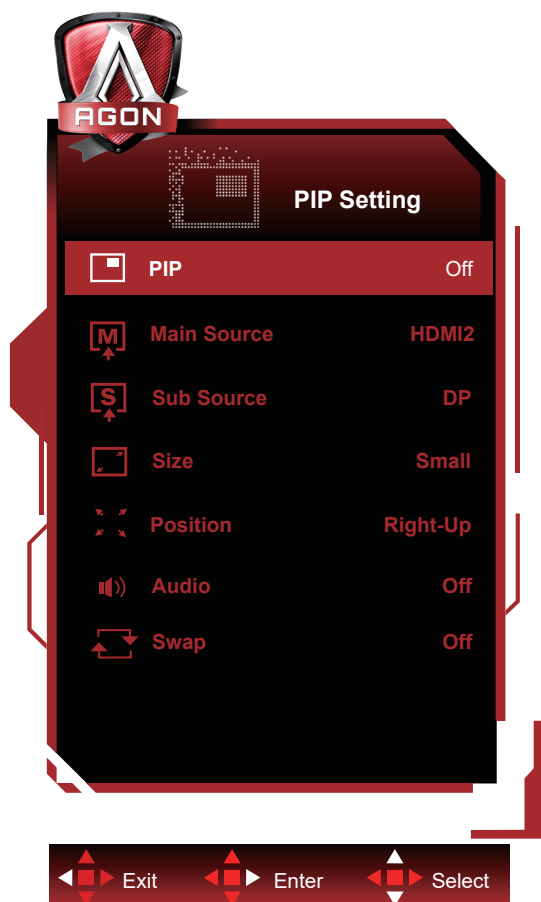 AGON
PIP Setting
PIP Off
M Main Source HDMI2
S Sub Source DP
Size Small
Position Right-Up
Audio Off
Swap Off
Exit Enter Select